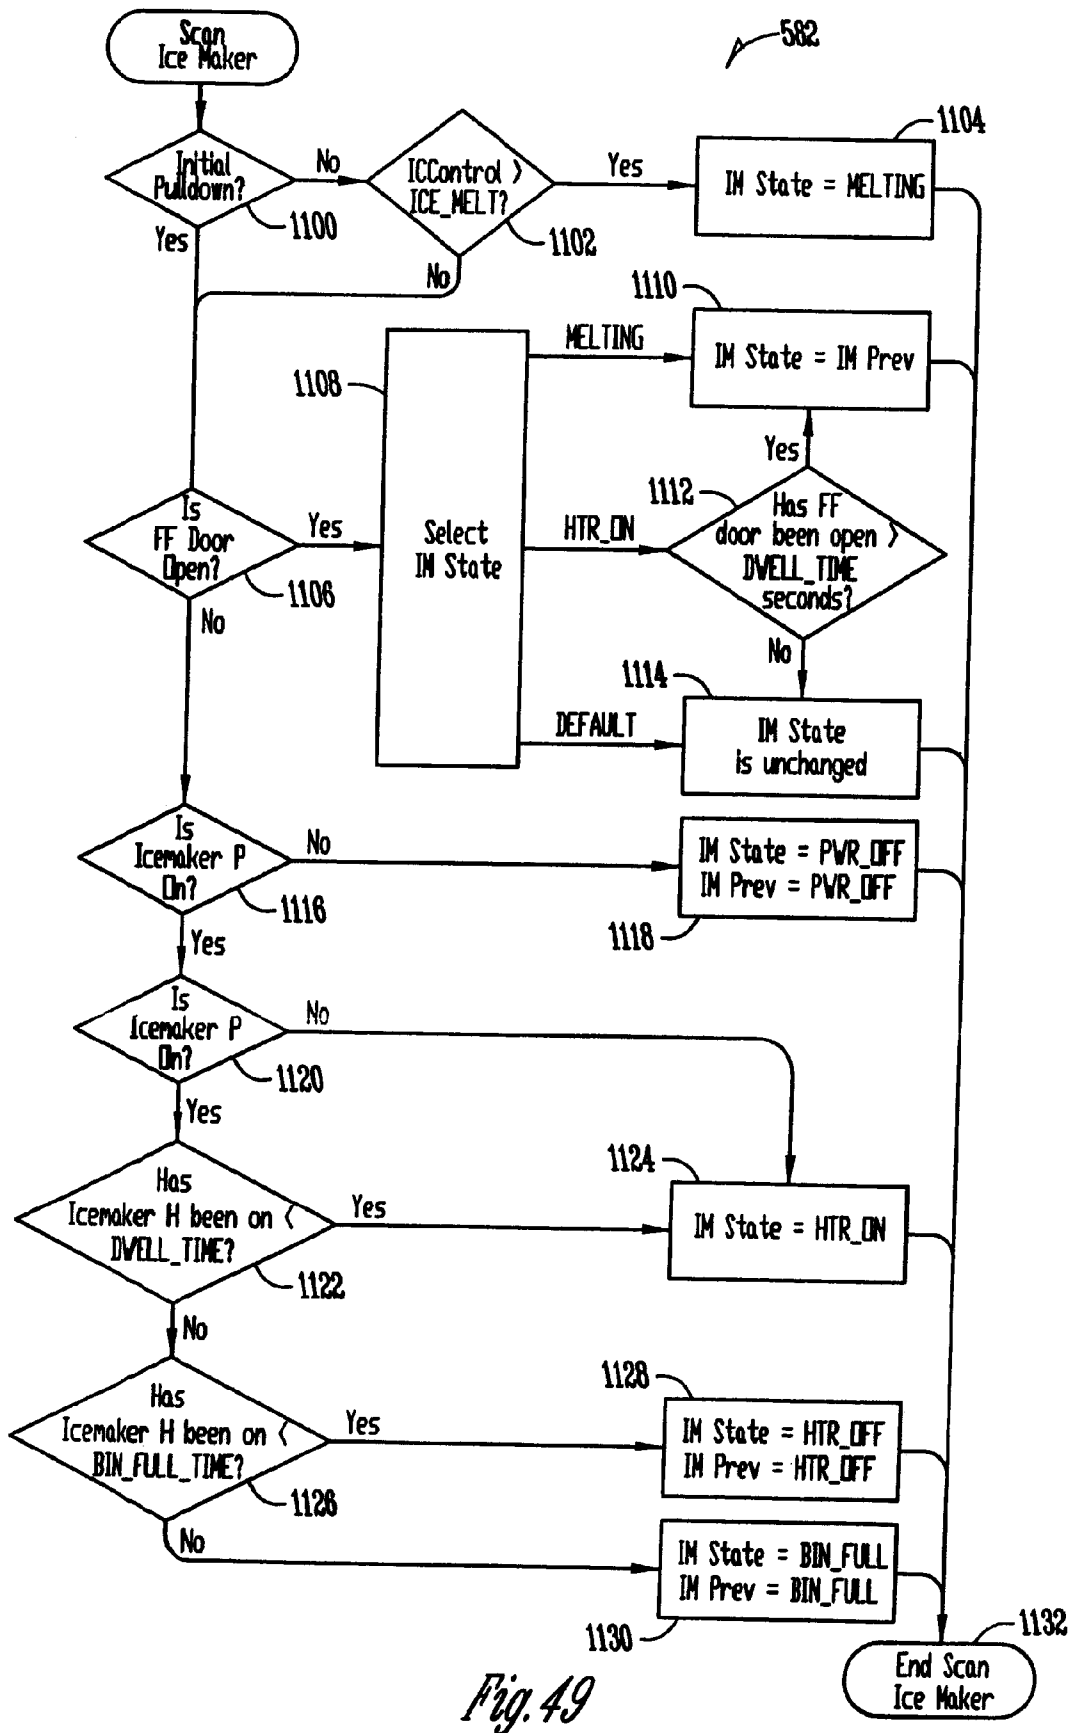 Scan
Ice Maker
582
Initial
Pulldown?
1100
No
Yes
ICControl >
ICE_MELT?
1102
Yes
No
1104
IM State = MELTING
1110
IM State = IM Prev
1108
Select
IM State
MELTING
HTR_ON
DEFAULT
Yes
1112
Has FF
door been open >
DWELL_TIME
seconds?
No
Is
FF Door
Open?
1106
Yes
No
1114
IM State
is unchanged
Is
Icemaker P
On?
1116
No
Yes
IM State = PWR_OFF
IM Prev = PWR_OFF
1118
Is
Icemaker P
On?
1120
No
Yes
Has
Icemaker H been on <
DWELL_TIME?
1122
Yes
No
1124
IM State = HTR_ON
Has
Icemaker H been on <
BIN_FULL_TIME?
1126
Yes
No
1128
IM State = HTR_OFF
IM Prev = HTR_OFF
IM State = BIN_FULL
IM Prev = BIN_FULL
1130
1132
End Scan
Ice Maker
Fig. 49